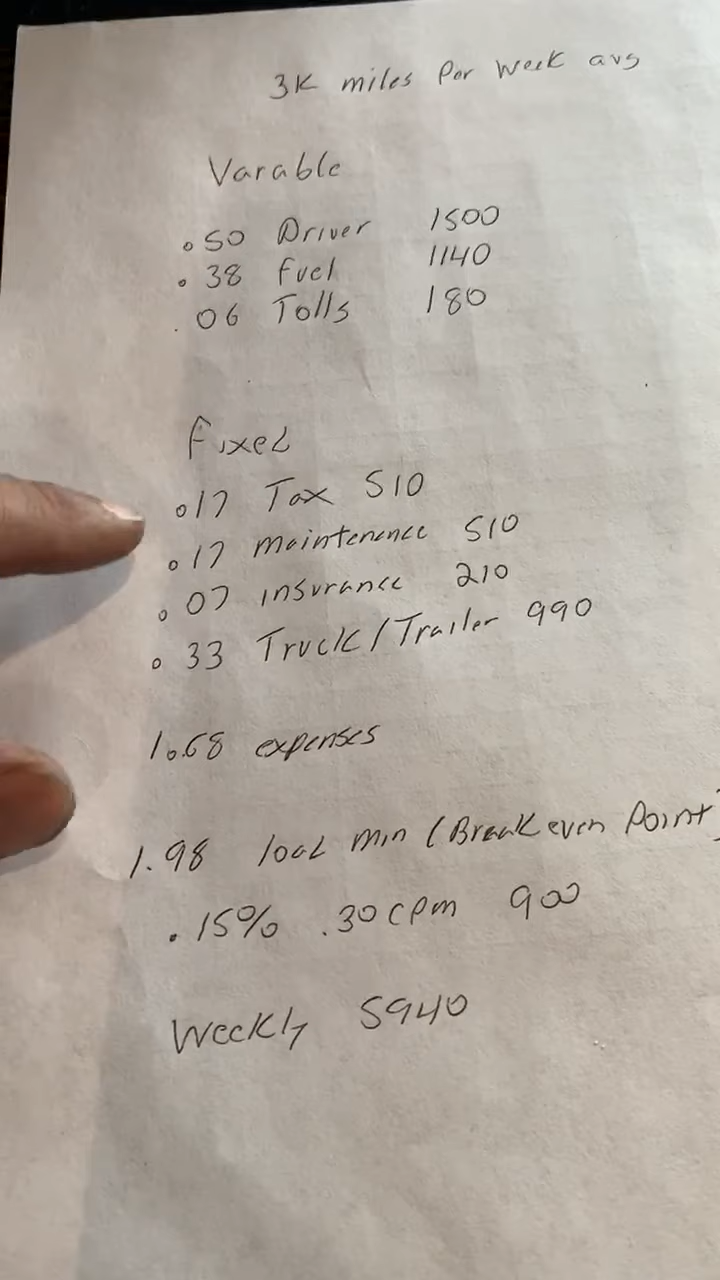 3K miles Per Week avg
Varable
.50 Driver 1500
.38 fuel 1140
.06 Tolls 180
Fixed
.17 Tax 510
.17 maintenence 510
.07 insurance 210
.33 Truck/Trailer 990
1.68 expenses
1.98 load min (Break even Point)
.15% .30cpm 900
Weekly 5940